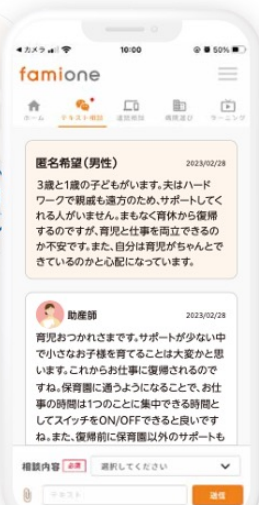 ◀カメラ 10:00 50%
famione
ホーム テキスト相談 病院選び ラーニング
匿名希望(男性) 2023/02/28
3歳と1歳の子どもがいます。夫はハード
ワークで親戚も遠方のため、サポートしてく
れる人がいません。まもなく育休から復帰
するのですが、育児と仕事を両立できるの
か不安です。また、自分は育児がちゃんとで
きているのかと心配になっています。
助産師 2023/02/28
育児おつかれさまです。サポートが少ない中
で小さなお子様を育てることは大変かと思
います。これからお仕事に復帰されるので
すね。保育園に通うようになることで、お仕
事の時間は1つのことに集中できる時間と
してスイッチをON/OFFできると良いです
ね。また、復帰前に保育園以外のサポートも
相談内容 必須 選択してください
テキスト 送信